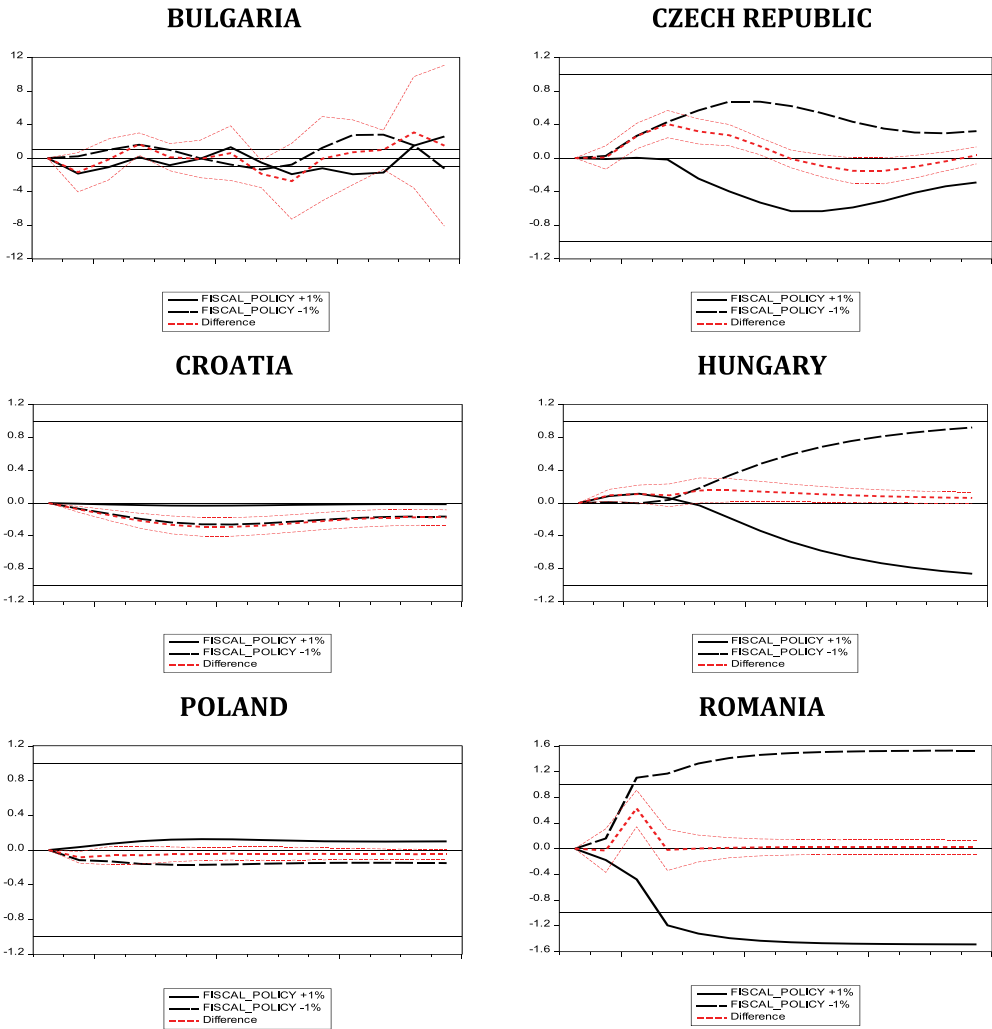 BULGARIA
12
8
4
0
-4
-8
-12
FISCAL_POLICY +1%
FISCAL_POLICY -1%
Difference
CZECH REPUBLIC
1.2
0.8
0.4
0.0
-0.4
-0.8
-1.2
FISCAL_POLICY +1%
FISCAL_POLICY -1%
Difference
CROATIA
1.2
0.8
0.4
0.0
-0.4
-0.8
-1.2
FISCAL_POLICY +1%
FISCAL_POLICY -1%
Difference
HUNGARY
1.2
0.8
0.4
0.0
-0.4
-0.8
-1.2
FISCAL_POLICY +1%
FISCAL_POLICY -1%
Difference
POLAND
1.2
0.8
0.4
0.0
-0.4
-0.8
-1.2
FISCAL_POLICY +1%
FISCAL_POLICY -1%
Difference
ROMANIA
1.6
1.2
0.8
0.4
0.0
-0.4
-0.8
-1.2
-1.6
FISCAL_POLICY +1%
FISCAL_POLICY -1%
Difference